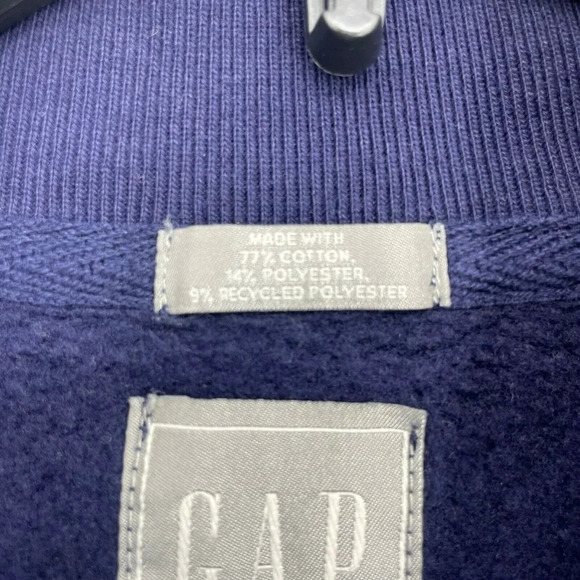 MADE WITH
77% COTTON,
14% POLYESTER,
9% RECYCLED POLYESTER
GAP